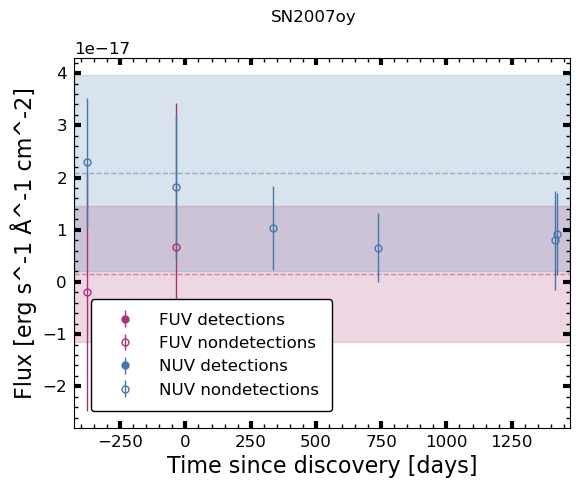 SN2007oy
1e−17
4
3
2
1
0
−1
−2
Flux [erg s^-1 Å^-1 cm^-2]
FUV detections
FUV nondetections
NUV detections
NUV nondetections
−250 0 250 500 750 1000 1250
Time since discovery [days]